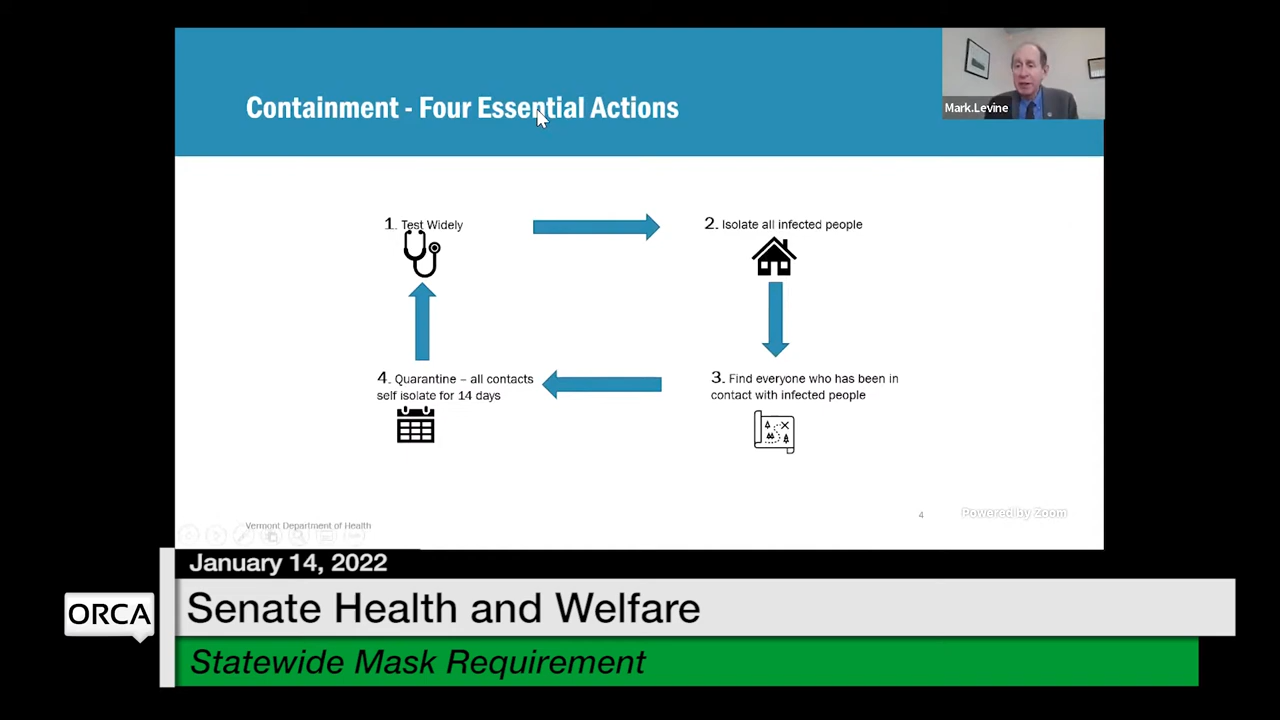 Containment - Four Essential Actions
Mark.Levine
1. Test Widely
2. Isolate all infected people
4. Quarantine – all contacts
self isolate for 14 days
3. Find everyone who has been in
contact with infected people
Vermont Department of Health
4
Powered by Zoom
January 14, 2022
ORCA
Senate Health and Welfare
Statewide Mask Requirement